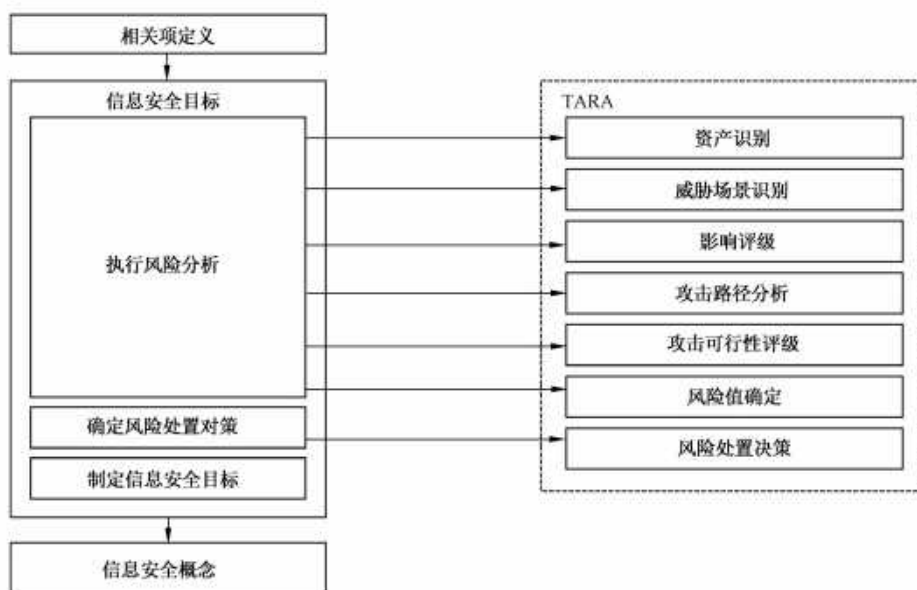 相关项定义
信息安全目标
执行风险分析
确定风险处置对策
制定信息安全目标
信息安全概念
TARA
资产识别
威胁场景识别
影响评级
攻击路径分析
攻击可行性评级
风险值确定
风险处置决策